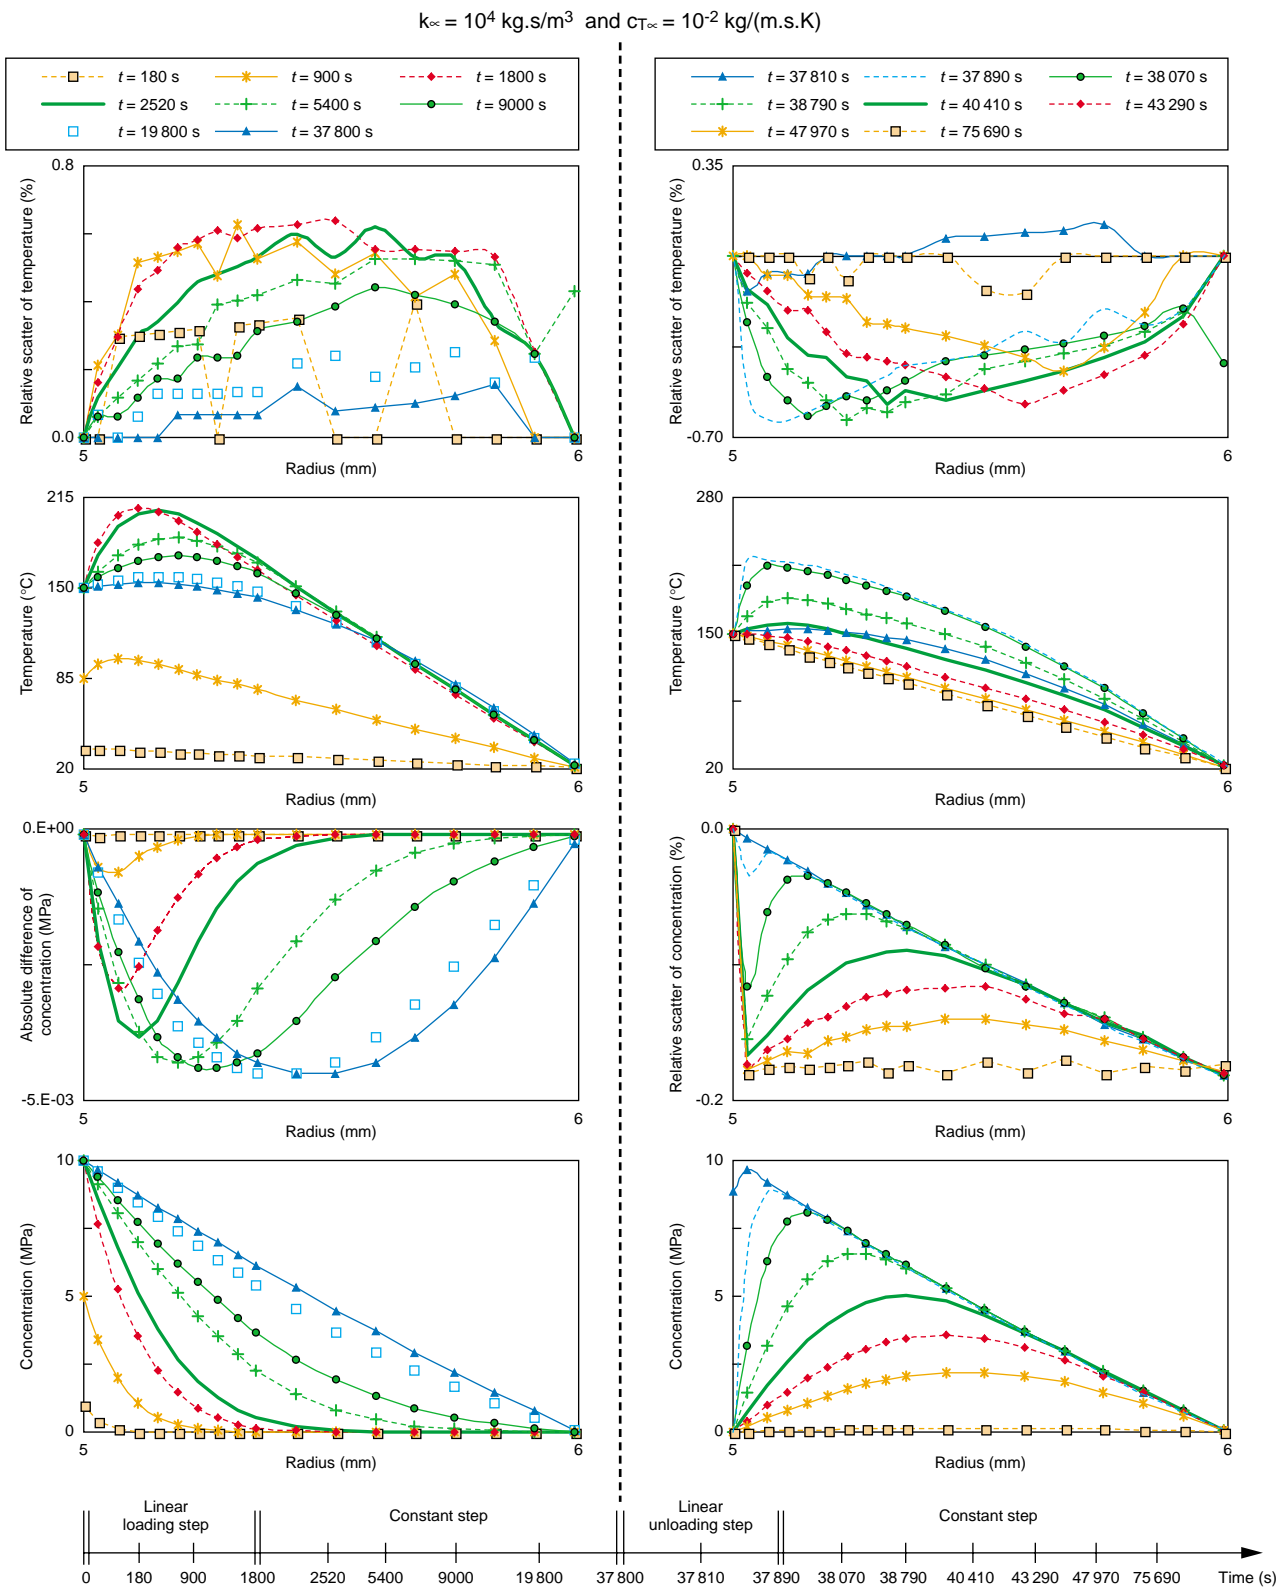 k∝ = 10⁴ kg.s/m³ and cT∝ = 10⁻² kg/(m.s.K)
t = 180 s t = 900 s t = 1800 s
t = 2520 s t = 5400 s t = 9000 s
t = 19 800 s t = 37 800 s
t = 37 810 s t = 37 890 s t = 38 070 s
t = 38 790 s t = 40 410 s t = 43 290 s
t = 47 970 s t = 75 690 s
Relative scatter of temperature (%)
0.8
0.0
5 6
Radius (mm)
Relative scatter of temperature (%)
0.35
-0.70
5 6
Radius (mm)
Temperature (°C)
215
150
85
20
5 6
Radius (mm)
Temperature (°C)
280
150
20
5 6
Radius (mm)
Absolute difference of
concentration (MPa)
0.E+00
-5.E-03
5 6
Radius (mm)
Relative scatter of concentration (%)
0.0
-0.2
5 6
Radius (mm)
Concentration (MPa)
10
5
0
5 6
Radius (mm)
Concentration (MPa)
10
5
0
5 6
Radius (mm)
Linear
loading step
Constant step
Linear
unloading step
Constant step
0 180 900 1800 2520 5400 9000 19 800 37 800 37 810 37 890 38 070 38 790 40 410 43 290 47 970 75 690 Time (s)